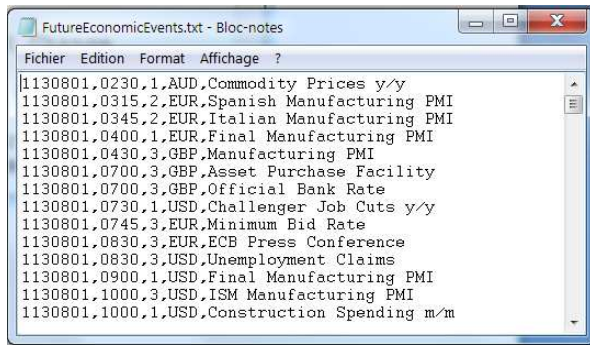 FutureEconomicEvents.txt - Bloc-notes
Fichier Edition Format Affichage ?
1130801,0230,1,AUD,Commodity Prices y/y
1130801,0315,2,EUR,Spanish Manufacturing PMI
1130801,0345,2,EUR,Italian Manufacturing PMI
1130801,0400,1,EUR,Final Manufacturing PMI
1130801,0430,3,GBP,Manufacturing PMI
1130801,0700,3,GBP,Asset Purchase Facility
1130801,0700,3,GBP,Official Bank Rate
1130801,0730,1,USD,Challenger Job Cuts y/y
1130801,0745,3,EUR,Minimum Bid Rate
1130801,0830,3,EUR,ECB Press Conference
1130801,0830,3,USD,Unemployment Claims
1130801,0900,1,USD,Final Manufacturing PMI
1130801,1000,3,USD,ISM Manufacturing PMI
1130801,1000,1,USD,Construction Spending m/m